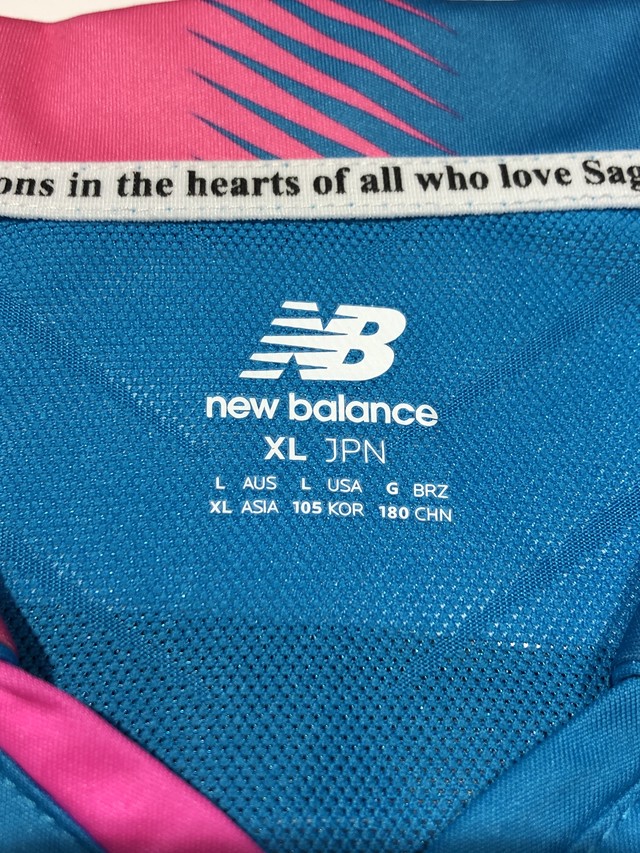 ons in the hearts of all who love Sag
NB
new balance
XL JPN
L AUS L USA G BRZ
XL ASIA 105 KOR 180 CHN